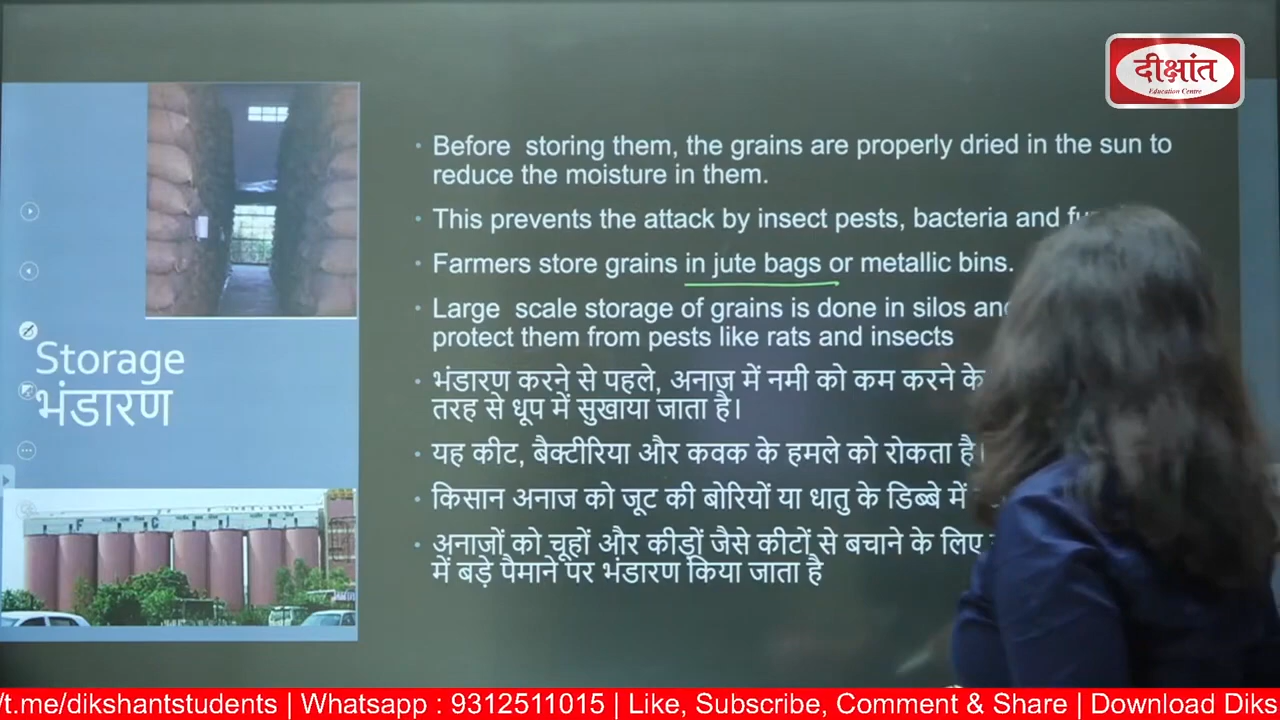 दीक्षांत
Education Centre
Before storing them, the grains are properly dried in the sun to
reduce the moisture in them.
This prevents the attack by insect pests, bacteria and
Farmers store grains in jute bags or metallic bins.
Large scale storage of grains is done in silos
protect them from pests like rats and insects
भंडारण करने से पहले, अनाज में नमी को कम करने के
तरह से धूप में सुखाया जाता है।
यह कीट, बैक्टीरिया और कवक के हमले को रोकता है।
किसान अनाज को जूट की बोरियों या धातु के डिब्बे में
अनाजों को चूहों और कीड़ों जैसे कीटों से बचाने के लिए
में बड़े पैमाने पर भंडारण किया जाता है
Storage
भंडारण
/t.me/dikshantstudents | Whatsapp : 9312511015 | Like, Subscribe, Comment & Share | Download Diks